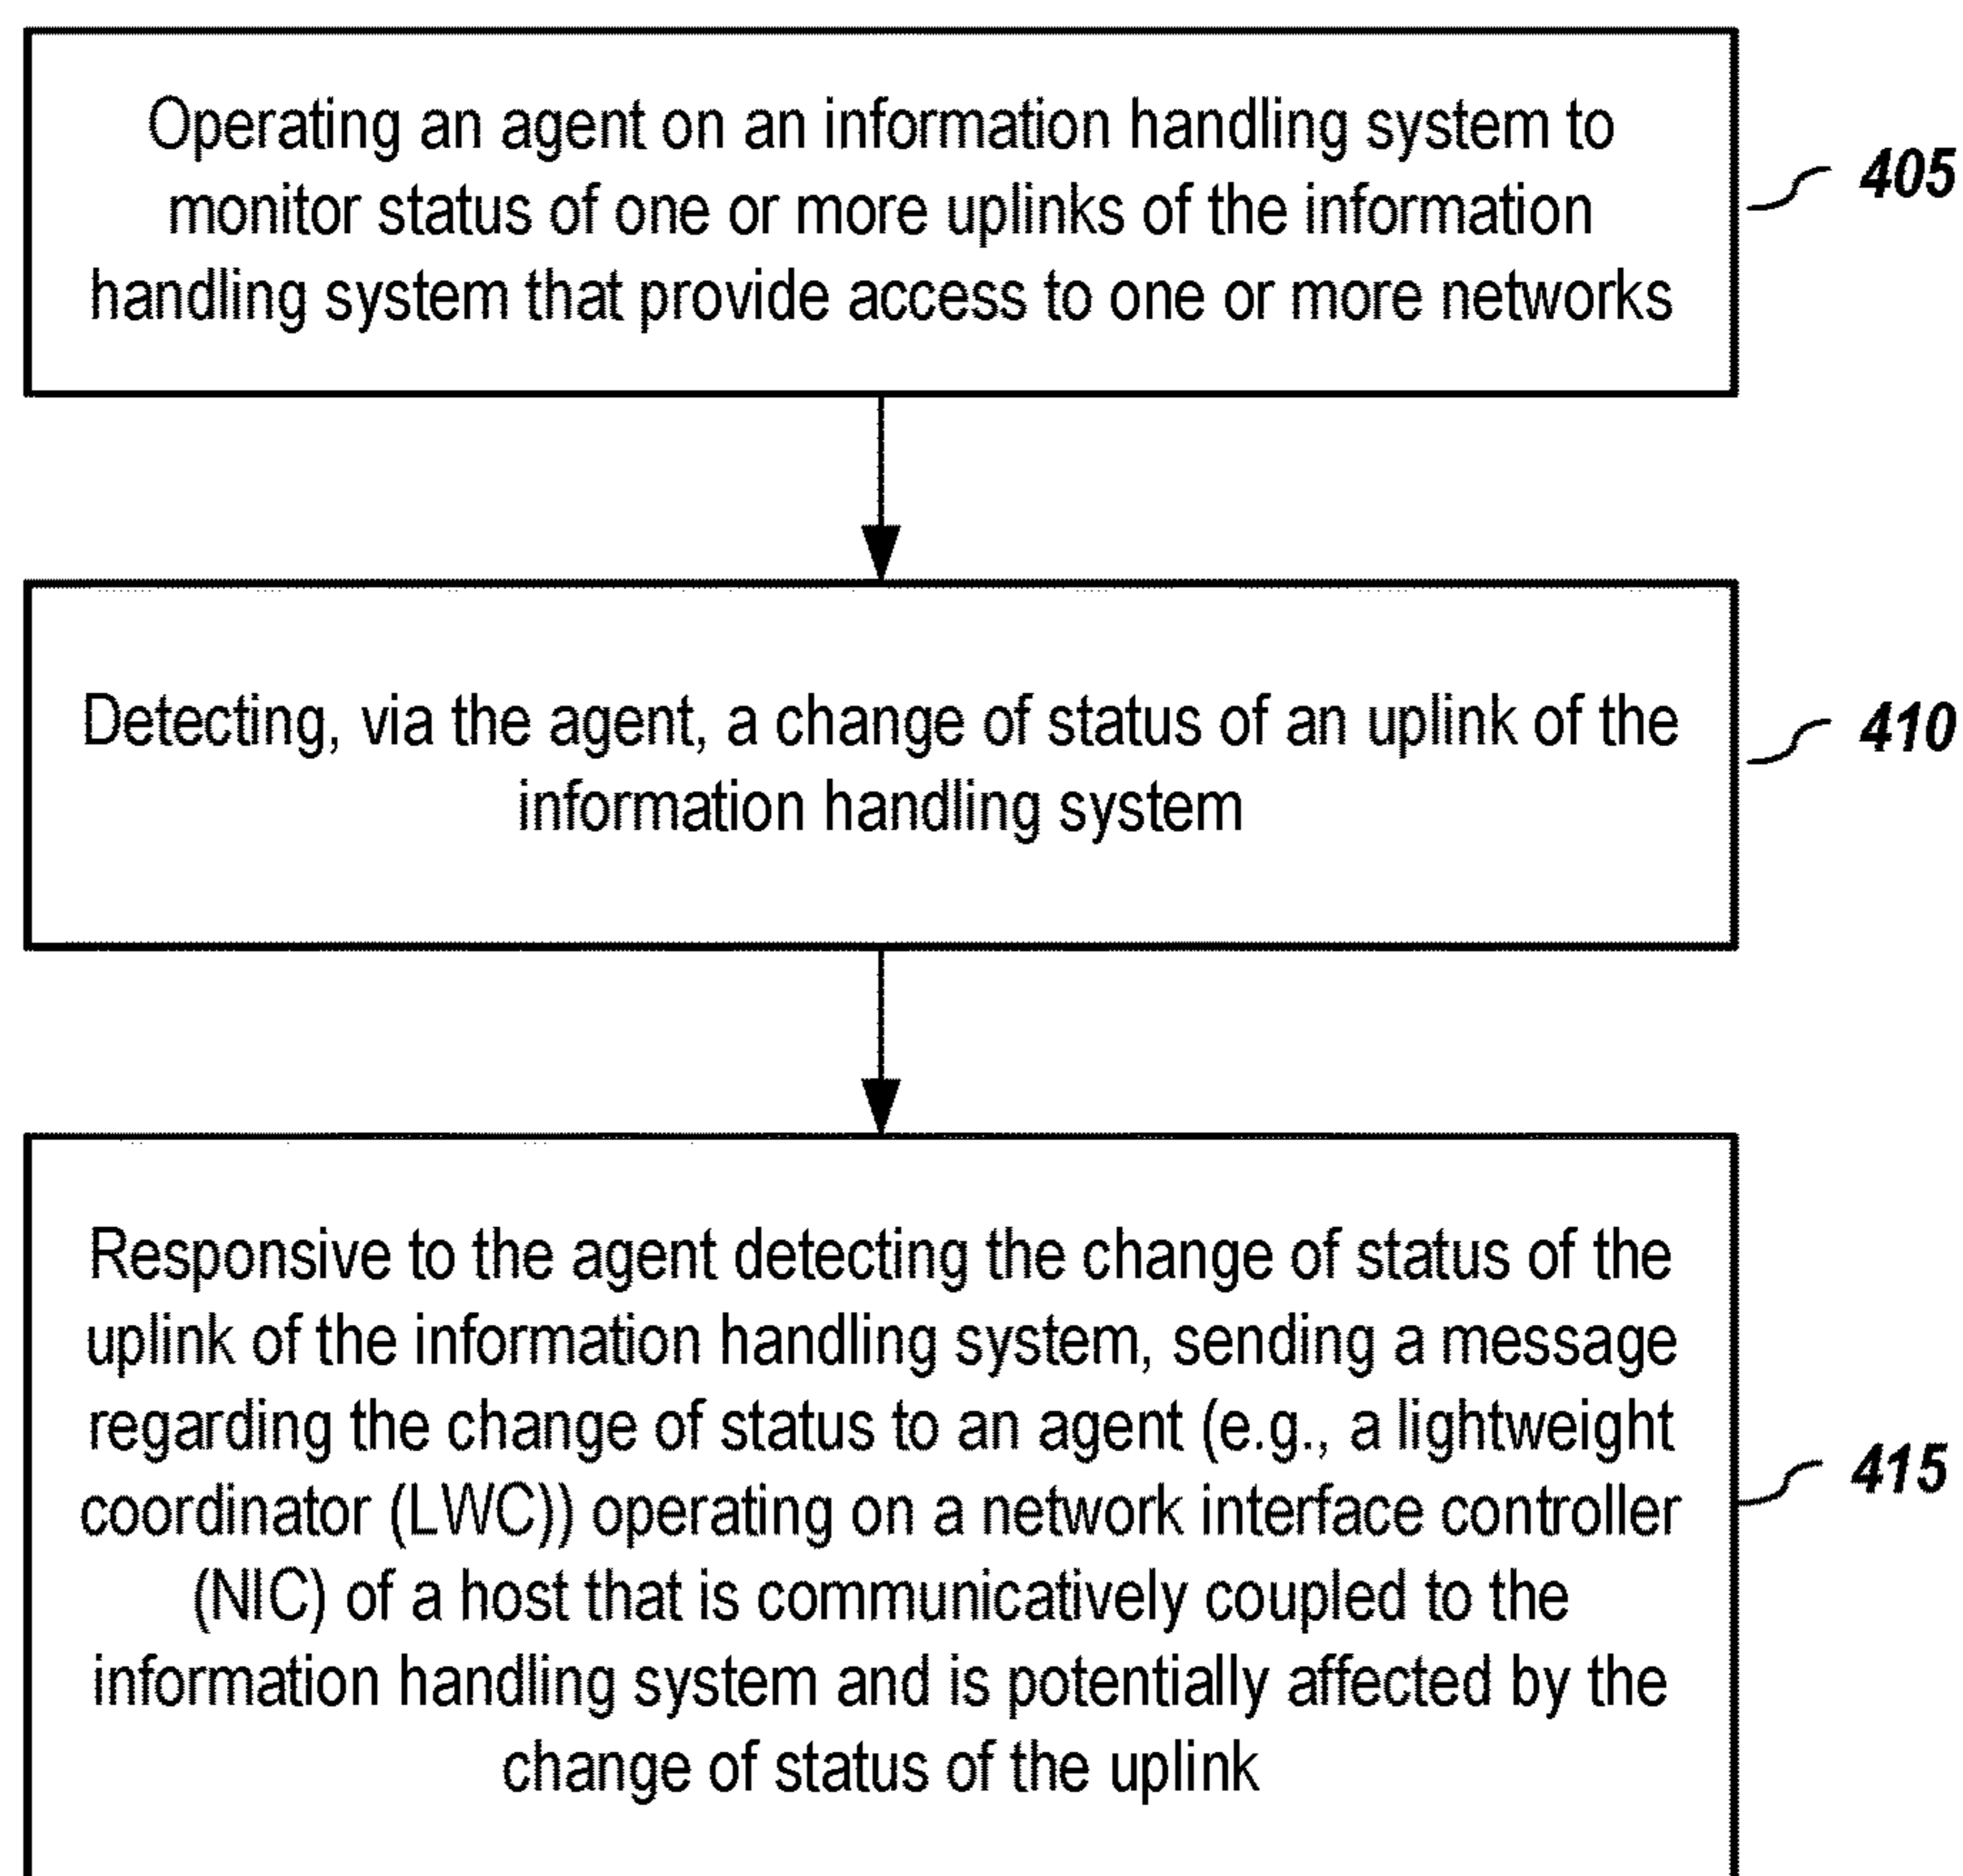 Operating an agent on an information handling system to
monitor status of one or more uplinks of the information
handling system that provide access to one or more networks
405
Detecting, via the agent, a change of status of an uplink of the
information handling system
410
Responsive to the agent detecting the change of status of the
uplink of the information handling system, sending a message
regarding the change of status to an agent (e.g., a lightweight
coordinator (LWC)) operating on a network interface controller
(NIC) of a host that is communicatively coupled to the
information handling system and is potentially affected by the
change of status of the uplink
415